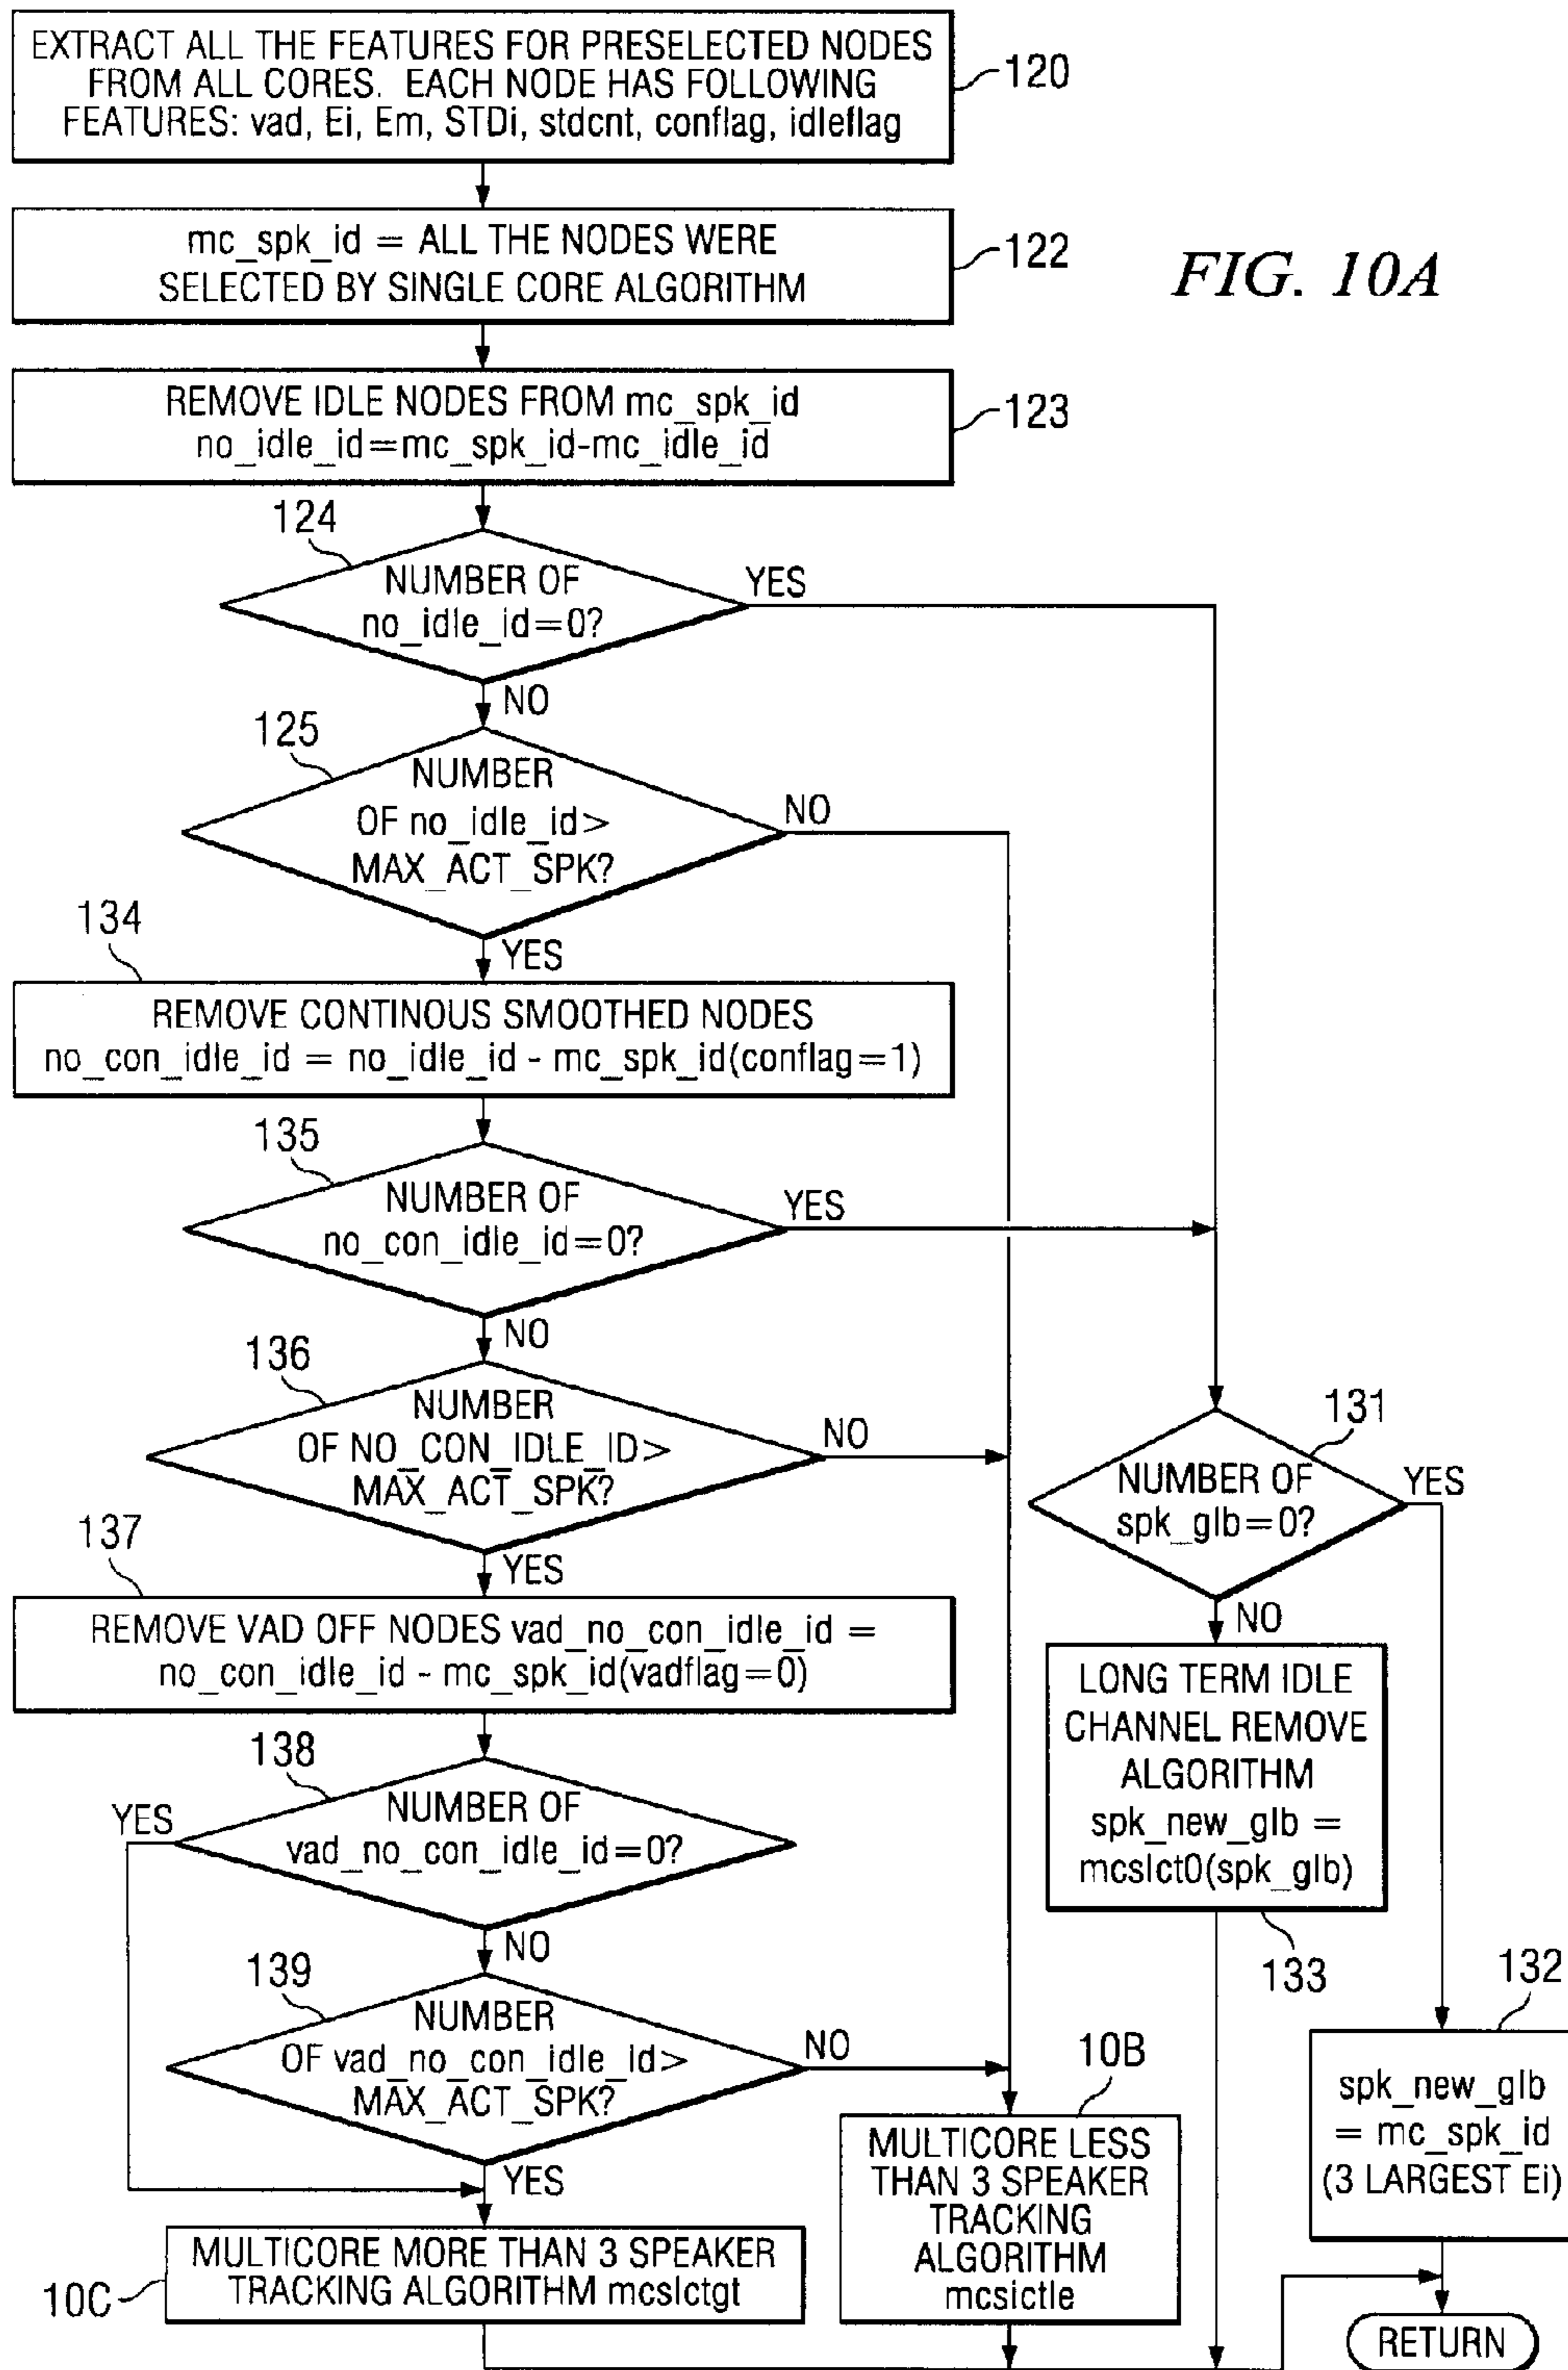 EXTRACT ALL THE FEATURES FOR PRESELECTED NODES
FROM ALL CORES. EACH NODE HAS FOLLOWING
FEATURES: vad, Ei, Em, STDi, stdcnt, conflag, idleflag
120
mc_spk_id = ALL THE NODES WERE
SELECTED BY SINGLE CORE ALGORITHM
122
FIG. 10A
REMOVE IDLE NODES FROM mc_spk_id
no_idle_id=mc_spk_id-mc_idle_id
123
124
NUMBER OF
no_idle_id=0?
YES
NO
125
NUMBER
OF no_idle_id>
MAX_ACT_SPK?
NO
YES
134
REMOVE CONTINOUS SMOOTHED NODES
no_con_idle_id = no_idle_id - mc_spk_id(conflag=1)
135
NUMBER OF
no_con_idle_id=0?
YES
NO
136
NUMBER
OF NO_CON_IDLE_ID>
MAX_ACT_SPK?
NO
YES
131
NUMBER OF
spk_glb=0?
YES
NO
137
REMOVE VAD OFF NODES vad_no_con_idle_id =
no_con_idle_id - mc_spk_id(vadflag=0)
LONG TERM IDLE
CHANNEL REMOVE
ALGORITHM
spk_new_glb =
mcslct0(spk_glb)
133
138
NUMBER OF
vad_no_con_idle_id=0?
YES
NO
139
NUMBER
OF vad_no_con_idle_id>
MAX_ACT_SPK?
NO
YES
132
spk_new_glb
= mc_spk_id
(3 LARGEST Ei)
10B
MULTICORE LESS
THAN 3 SPEAKER
TRACKING
ALGORITHM
mcsictle
10C
MULTICORE MORE THAN 3 SPEAKER
TRACKING ALGORITHM mcslctgt
RETURN